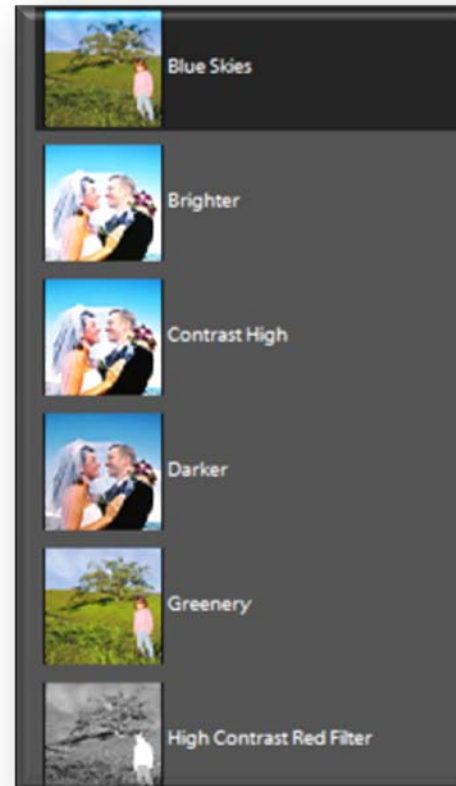 Blue Skies
Brighter
Contrast High
Darker
Greenery
High Contrast Red Filter